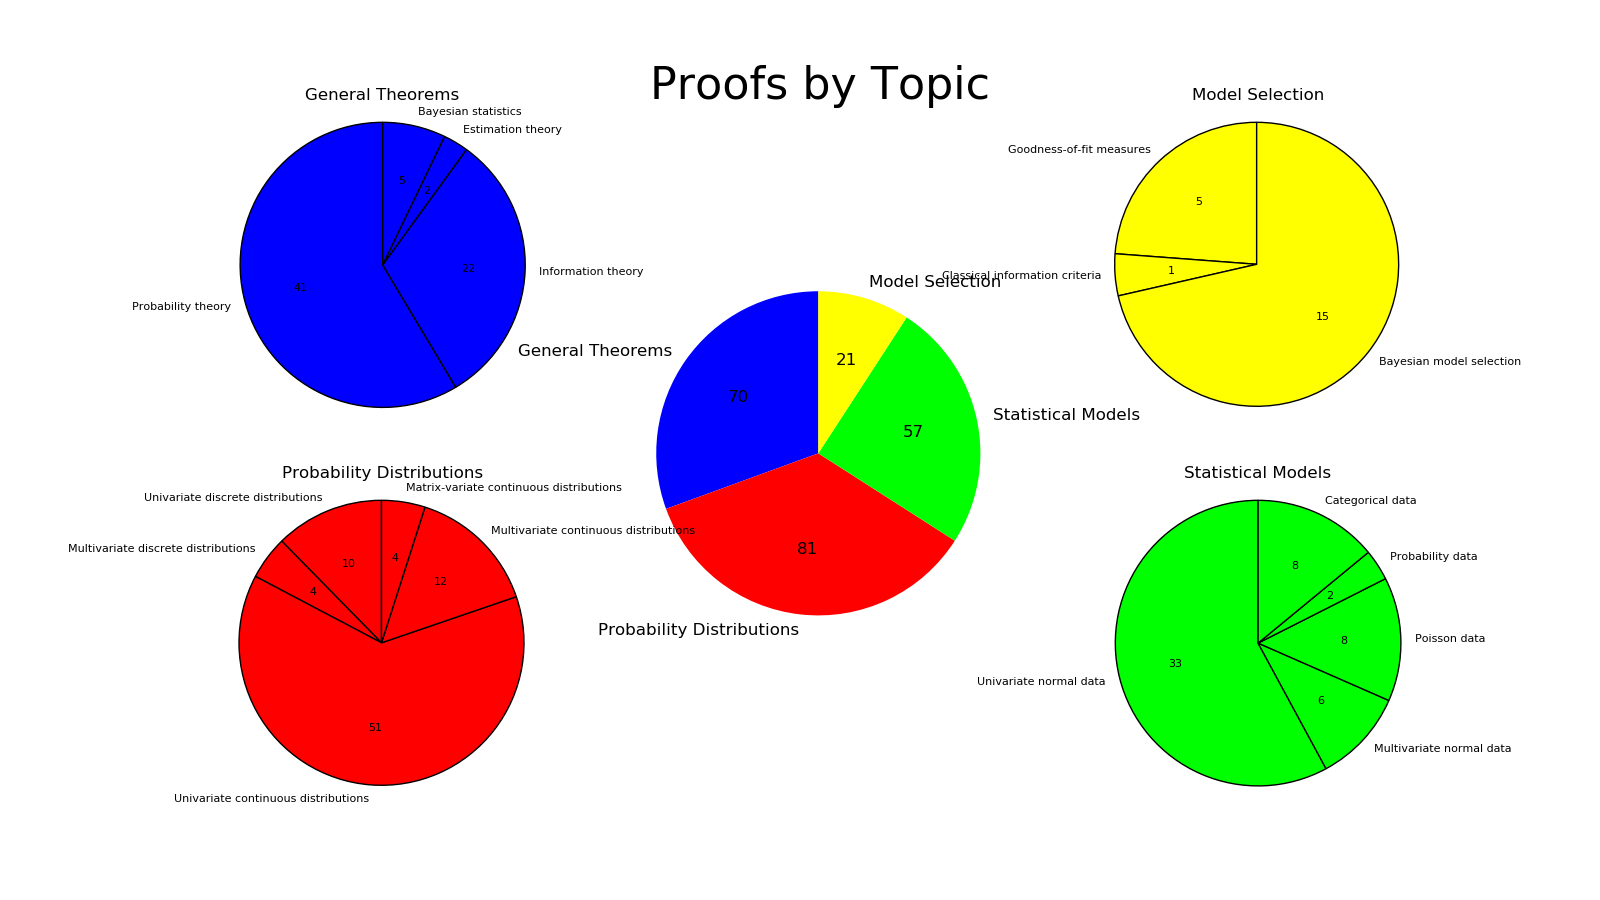 Proofs by Topic
General Theorems
Bayesian statistics
Estimation theory
5
2
22
41
Information theory
Probability theory
Model Selection
Goodness-of-fit measures
5
Classical information criteria
1
15
Bayesian model selection
Model Selection
General Theorems
21
70
57
Statistical Models
81
Probability Distributions
Probability Distributions
Matrix-variate continuous distributions
Univariate discrete distributions
Multivariate continuous distributions
Multivariate discrete distributions
4
10
12
4
51
Univariate continuous distributions
Statistical Models
Categorical data
Probability data
8
2
Poisson data
8
33
Univariate normal data
6
Multivariate normal data